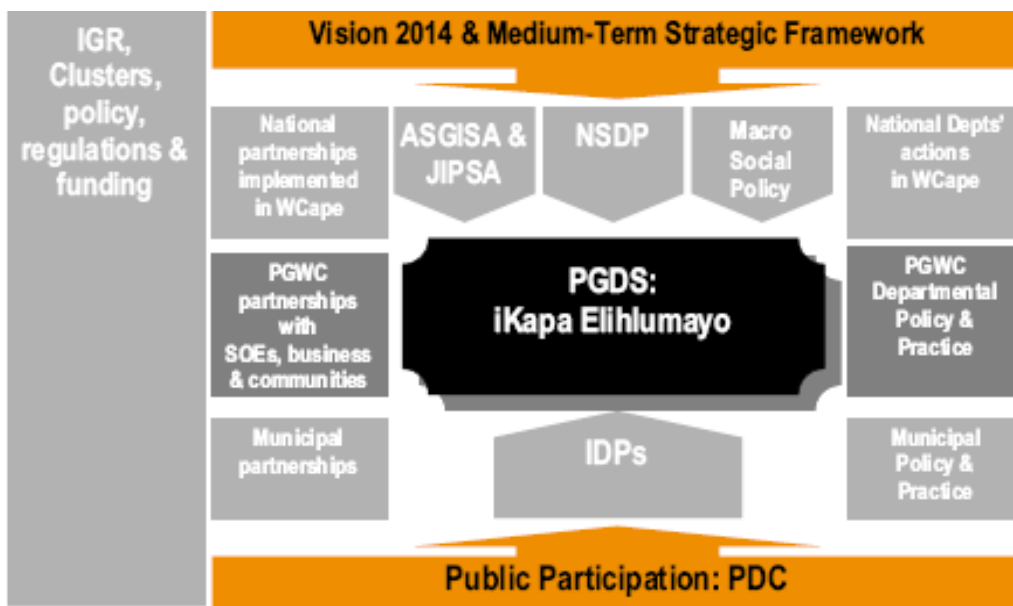 IGR,
Clusters,
policy,
regulations &
funding
Vision 2014 & Medium-Term Strategic Framework
National
partnerships
implemented
in WCape
ASGISA &
JIPSA
NSDP
Macro
Social
Policy
National Depts'
actions
in WCape
PGWC
partnerships
with
SOEs, business
& communities
PGDS:
iKapa Elihlumayo
PGWC
Departmental
Policy &
Practice
Municipal
partnerships
IDPs
Municipal
Policy &
Practice
Public Participation: PDC